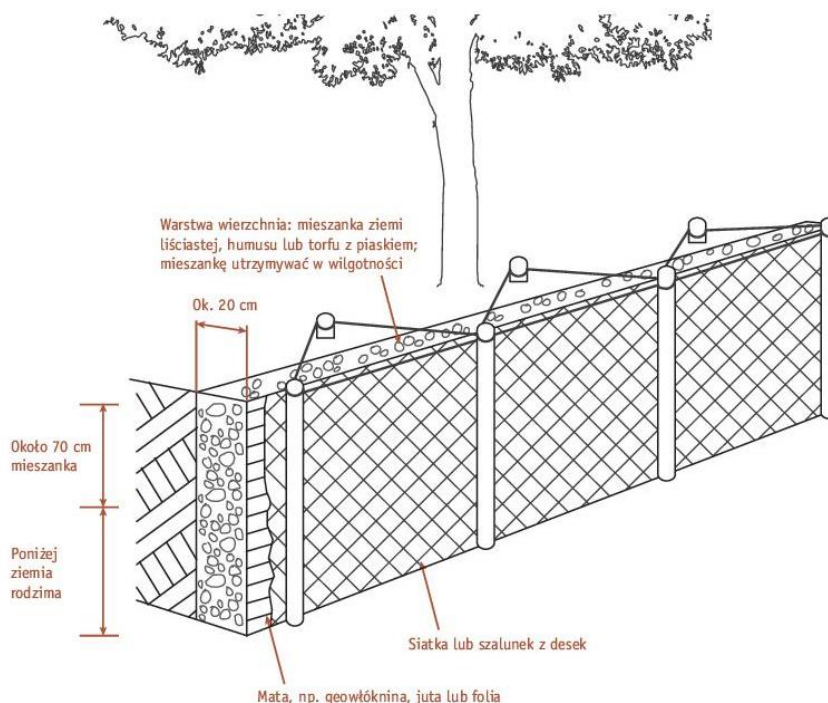 Warstwa wierzchnia: mieszanka ziemi
liściastej, humusu lub torfu z piaskiem;
mieszankę utrzymywać w wilgotności
Ok. 20 cm
Około 70 cm
mieszanka
Poniżej
ziemia
rodzima
Siatka lub szalunek z desek
Mata, np. geowłóknina, juta lub folia